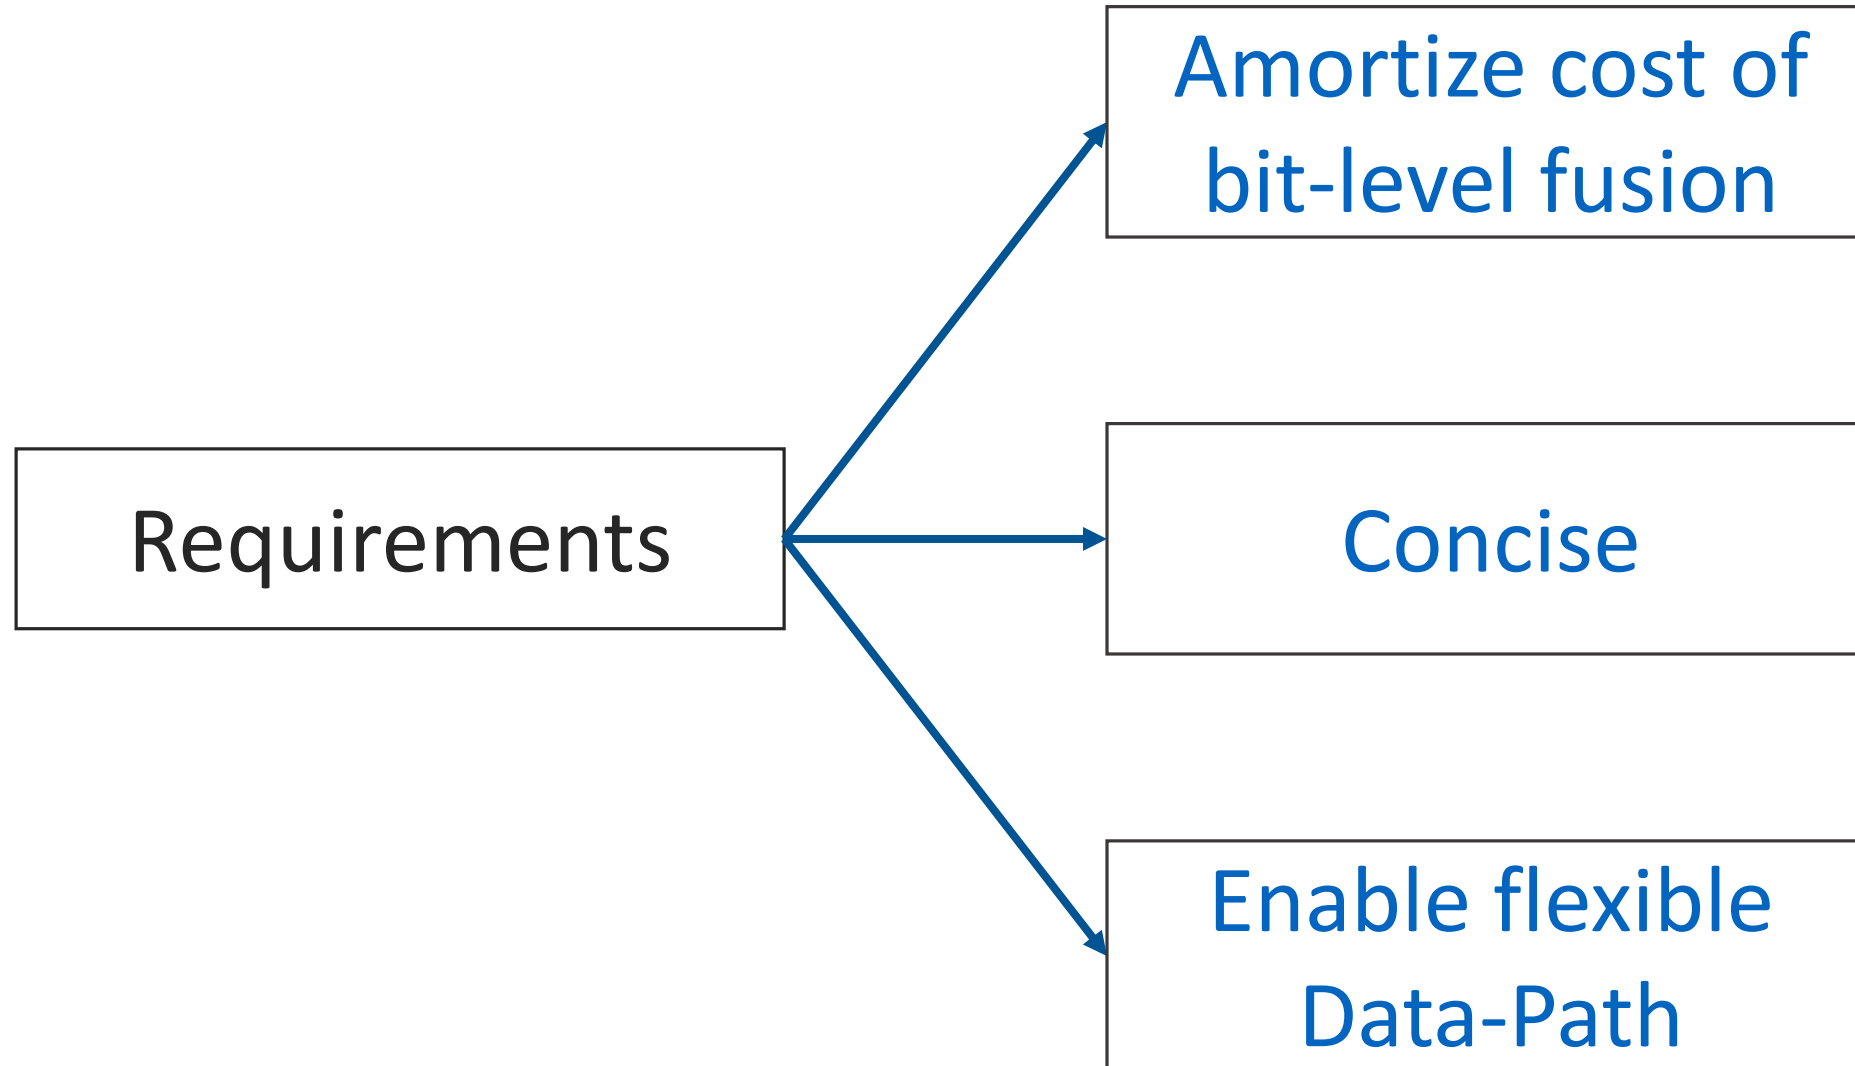 Amortize cost of
bit-level fusion
Requirements
Concise
Enable flexible
Data-Path